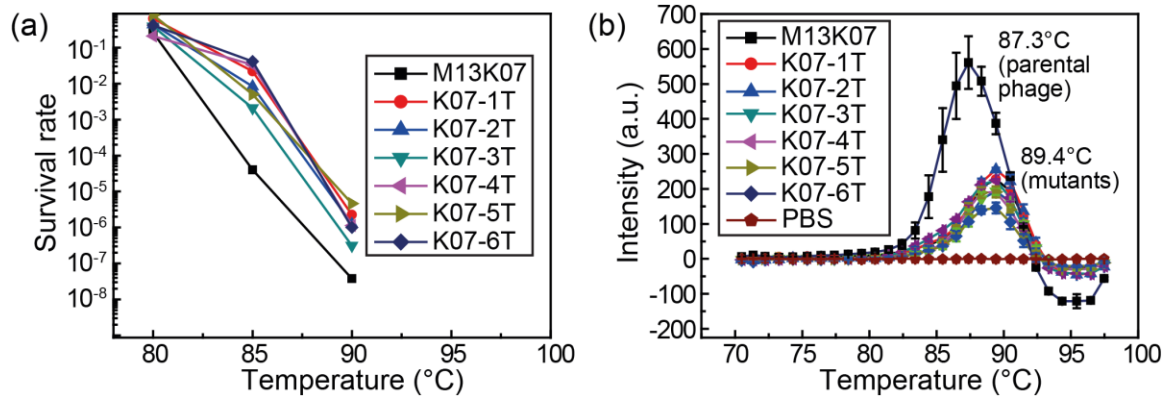 (a)
Survival rate
10⁻¹
10⁻²
10⁻³
10⁻⁴
10⁻⁵
10⁻⁶
10⁻⁷
10⁻⁸
80 85 90 95 100
Temperature (°C)
M13K07
K07-1T
K07-2T
K07-3T
K07-4T
K07-5T
K07-6T
(b)
Intensity (a.u.)
700
600
500
400
300
200
100
0
-100
-200
70 75 80 85 90 95 100
Temperature (°C)
M13K07
K07-1T
K07-2T
K07-3T
K07-4T
K07-5T
K07-6T
PBS
87.3°C
(parental
phage)
89.4°C
(mutants)